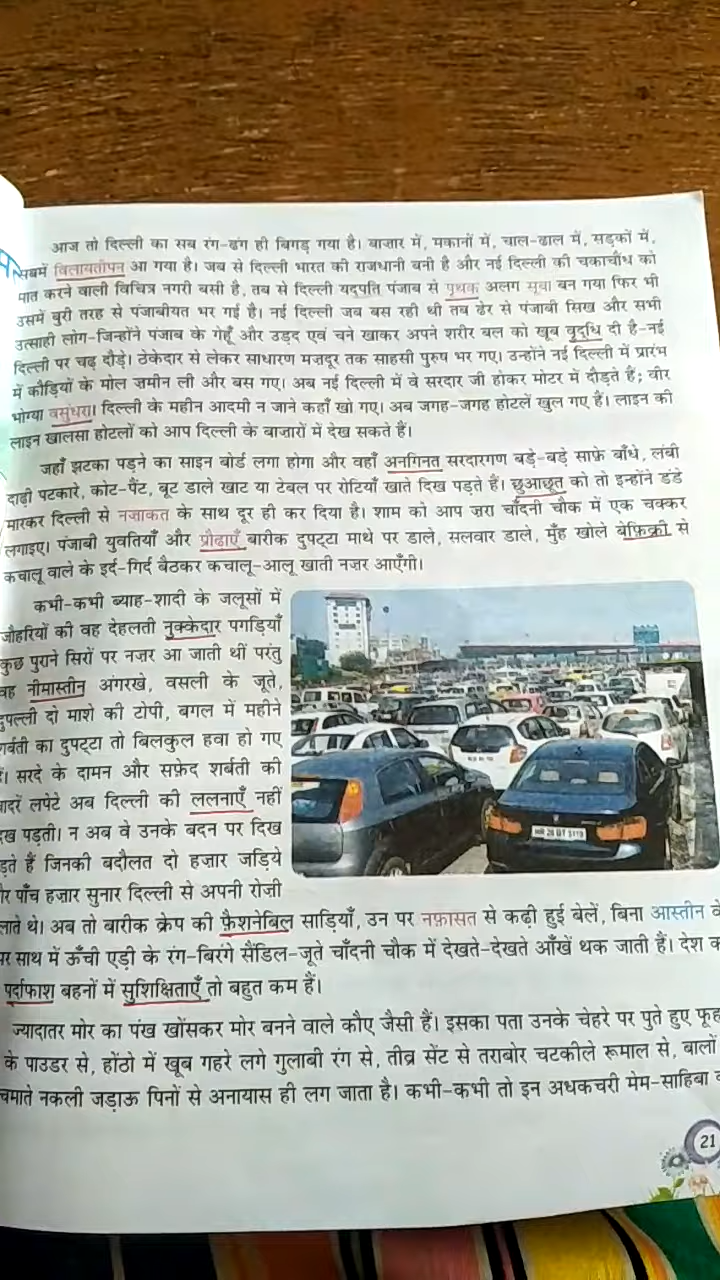 आज तो दिल्ली का सब रंग-ढंग ही बिगड़ गया है। बाज़ार में, मकानों में, चाल-ढाल में, सड़कों में,
सबमें विलायतीपन आ गया है। जब से दिल्ली भारत की राजधानी बनी है और नई दिल्ली की चकाचौंध को
मात करने वाली विचित्र नगरी बसी है, तब से दिल्ली यद्यपि पंजाब से पृथक अलग सूबा बन गया फिर भी
उसमें बुरी तरह से पंजाबीयत भर गई है। नई दिल्ली जब बस रही थी तब ढेर से पंजाबी सिख और सभी
उत्साही लोग-जिन्होंने पंजाब के गेहूँ और उड़द एवं चने खाकर अपने शरीर बल को खूब वृद्धि दी है-नई
दिल्ली पर चढ़ दौड़े। ठेकेदार से लेकर साधारण मज़दूर तक साहसी पुरुष भर गए। उन्होंने नई दिल्ली में प्रारंभ
में कौड़ियों के मोल ज़मीन ली और बस गए। अब नई दिल्ली में वे सरदार जी होकर मोटर में दौड़ते हैं; वीर
भोग्या वसुंधरा। दिल्ली के महीन आदमी न जाने कहाँ खो गए। अब जगह-जगह होटलें खुल गए हैं। लाइन की
लाइन खालसा होटलों को आप दिल्ली के बाजारों में देख सकते हैं।
जहाँ झटका पड़ने का साइन बोर्ड लगा होगा और वहाँ अनगिनत सरदारगण बड़े-बड़े साफ़े बाँधे, लंबी
दाढ़ी पटकारे, कोट-पैंट, बूट डाले खाट या टेबल पर रोटियाँ खाते दिख पड़ते हैं। छुआछूत को तो इन्होंने डंडे
मारकर दिल्ली से नज़ाकत के साथ दूर ही कर दिया है। शाम को आप ज़रा चाँदनी चौक में एक चक्कर
लगाइए। पंजाबी युवतियाँ और प्रौढ़ाएँ बारीक दुपट्टा माथे पर डाले, सलवार डाले, मुँह खोले बेफ़िक्री से
कचालू वाले के इर्द-गिर्द बैठकर कचालू-आलू खाती नज़र आएँगी।
कभी-कभी ब्याह-शादी के जलूसों में
जौहरियों की वह देहलती नुक्केदार पगड़ियाँ
कुछ पुराने सिरों पर नज़र आ जाती थीं परंतु
वह नीमास्तीन अंगरखे, वसली के जूते,
दुपल्ली दो माशे की टोपी, बगल में महीने
शर्बती का दुपट्टा तो बिलकुल हवा हो गए
सरदे के दामन और सफ़ेद शर्बती की
लपेटे अब दिल्ली की ललनाएँ नहीं
पड़ती। न अब वे उनके बदन पर दिख
हैं जिनकी बदौलत दो हज़ार जड़िये
पाँच हज़ार सुनार दिल्ली से अपनी रोजी
थे। अब तो बारीक क्रेप की फ़ैशनेबिल साड़ियाँ, उन पर नफ़ासत से कढ़ी हुई बेलें, बिना आस्तीन
साथ में ऊँची एड़ी के रंग-बिरंगे सैंडिल-जूते चाँदनी चौक में देखते-देखते आँखें थक जाती हैं। देश
पर्दाफाश बहनों में सुशिक्षिताएँ तो बहुत कम हैं।
ज्यादातर मोर का पंख खोंसकर मोर बनने वाले कौए जैसी हैं। इसका पता उनके चेहरे पर पुते हुए
के पाउडर से, होंठो में खूब गहरे लगे गुलाबी रंग से, तीव्र सेंट से तराबोर चटकीले रूमाल से, बालों
नकली जड़ाऊ पिनों से अनायास ही लग जाता है। कभी-कभी तो इन अधकचरी मेम-साहिबा
21